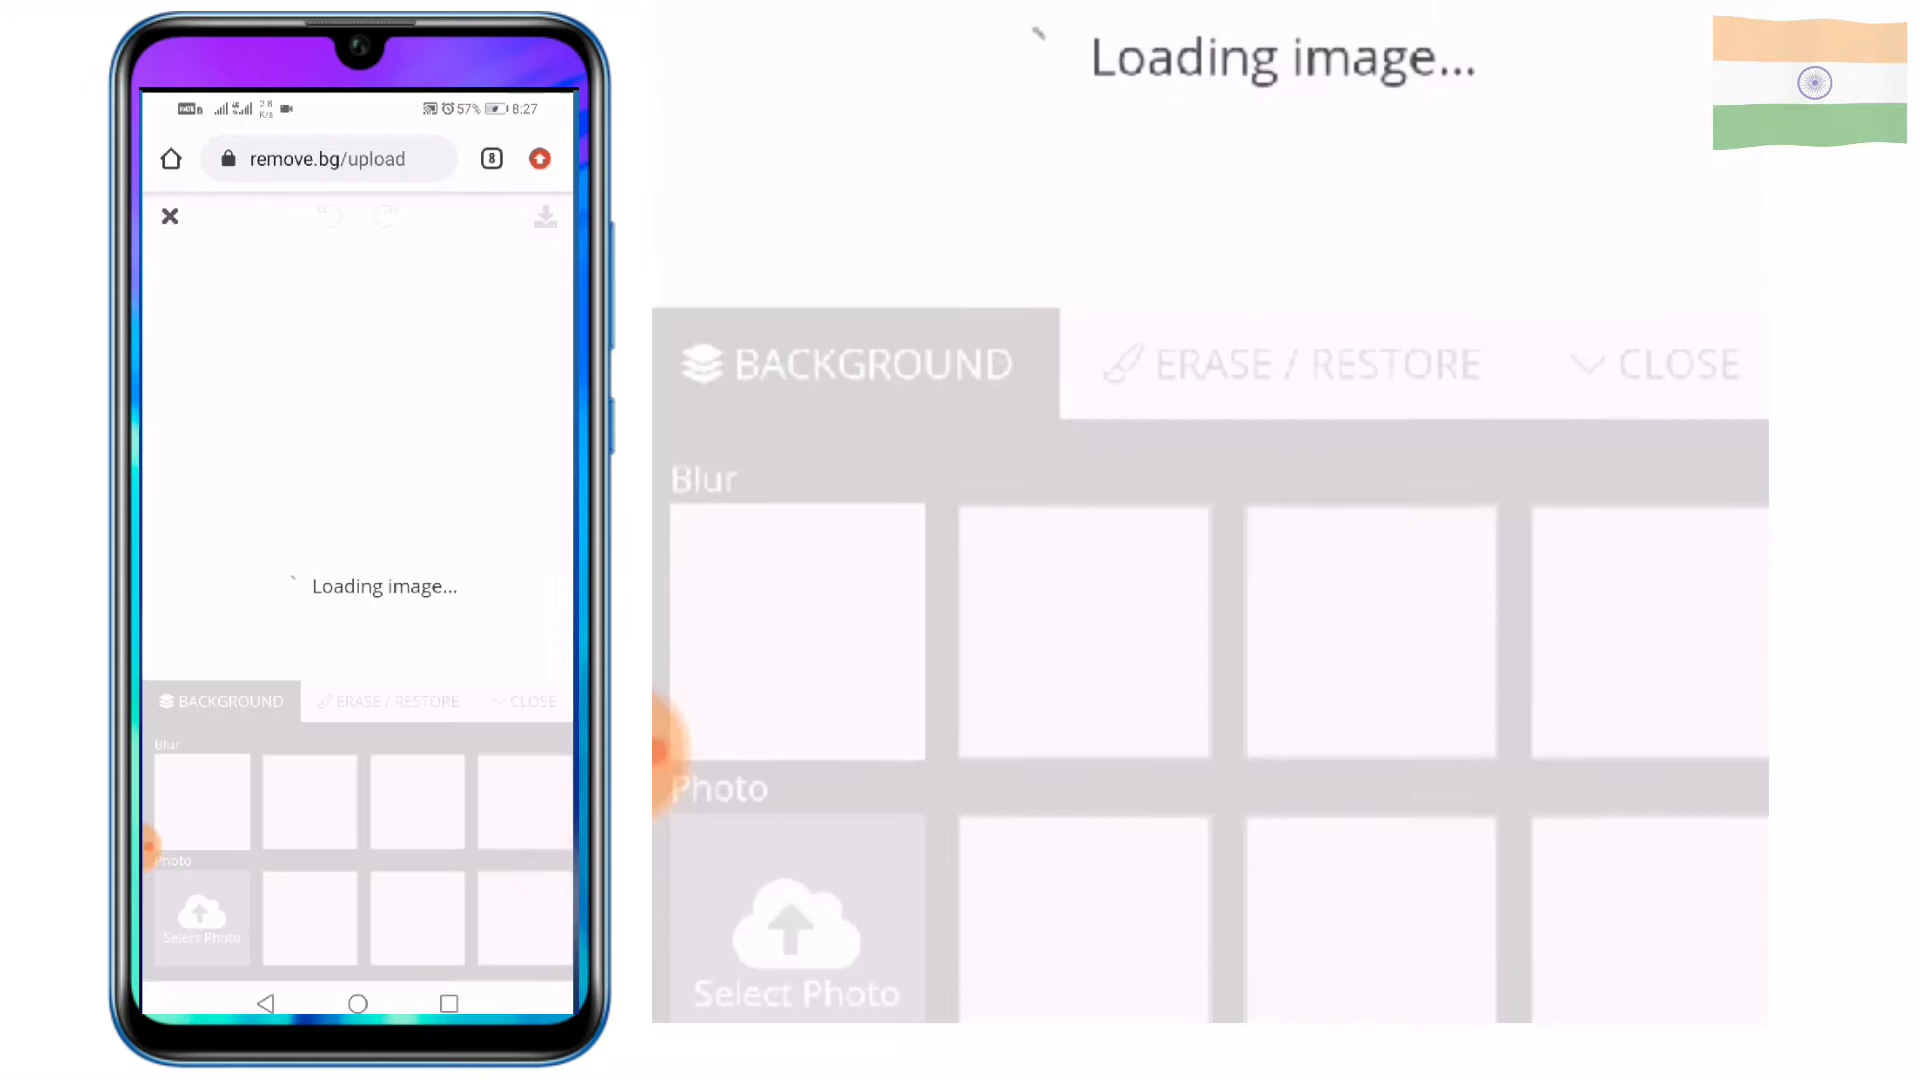 57% 8:27
remove.bg/upload
8
Loading image...
BACKGROUND
ERASE / RESTORE
CLOSE
Blur
Photo
Select Photo
Loading image...
BACKGROUND
ERASE / RESTORE
CLOSE
Blur
Photo
Select Photo